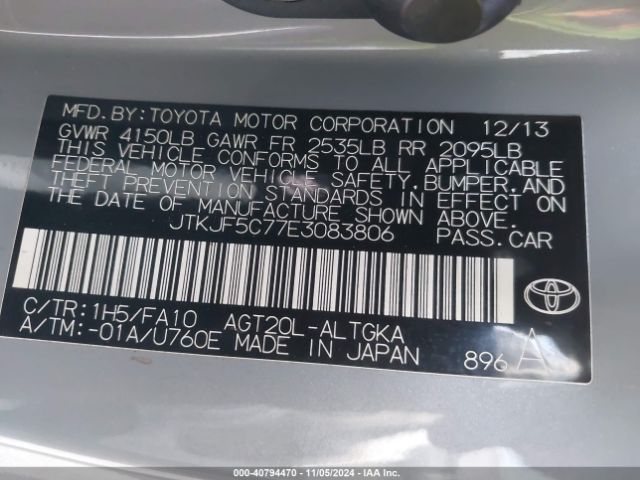 MFD.BY:TOYOTA MOTOR CORPORATION 12/13
GVWR 4150LB GAWR FR 2535LB RR 2095LB
THIS VEHICLE CONFORMS TO ALL APPLICABLE
FEDERAL MOTOR VEHICLE SAFETY,BUMPER,AND
THEFT PREVENTION STANDARDS IN EFFECT ON
THE DATE OF MANUFACTURE SHOWN ABOVE.
JTKJF5C77E3083806 PASS.CAR
C/TR:1H5/FA10 AGT20L-ALTGKA
A/TM:-01A/U760E MADE IN JAPAN 896 A
000-40794470 | 11/05/2024 | IAA Inc.